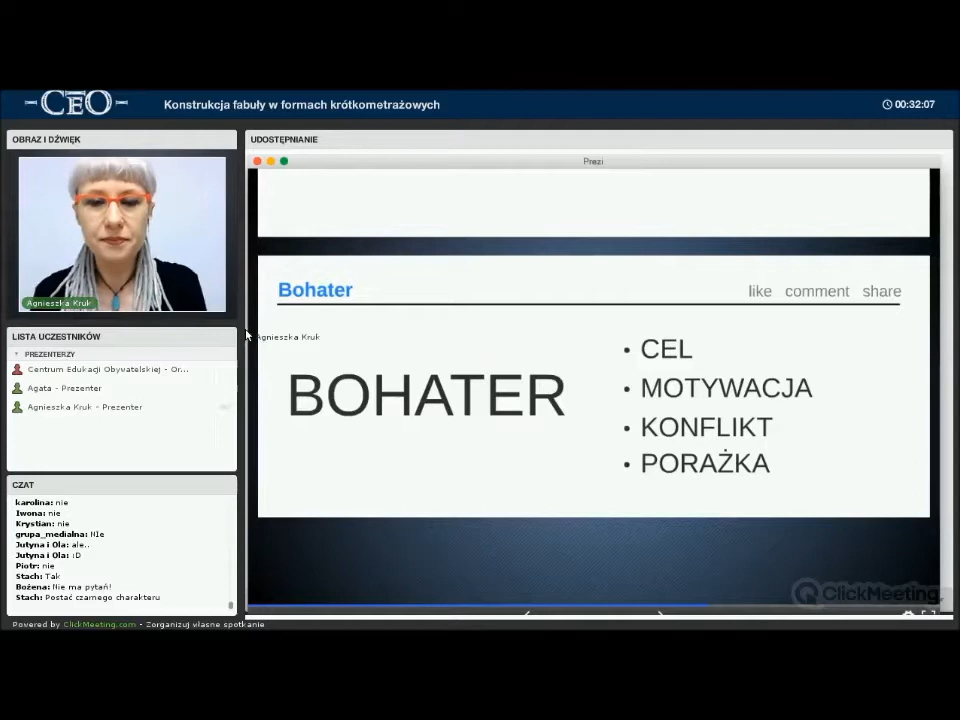 CEO
Konstrukcja fabuły w formach krótkometrażowych
00:32:07
OBRAZ I DŹWIĘK
Agnieszka Kruk
LISTA UCZESTNIKÓW
PREZENTERZY
Centrum Edukacji Obywatelskiej - Or...
Agata - Prezenter
Agnieszka Kruk - Prezenter
CZAT
karolina: nie
Iwona: nie
Krystian: nie
grupa_medialna: NIe
Jutyna i Ola: ale..
Jutyna i Ola: :D
Piotr: nie
Stach: Tak
Bożena: Nie ma pytań!
Stach: Postać czarnego charakteru
UDOSTĘPNIANIE
Prezi
Bohater
like comment share
Agnieszka Kruk
BOHATER
• CEL
• MOTYWACJA
• KONFLIKT
• PORAŻKA
ClickMeeting
Powered by ClickMeeting.com - Zorganizuj własne spotkanie